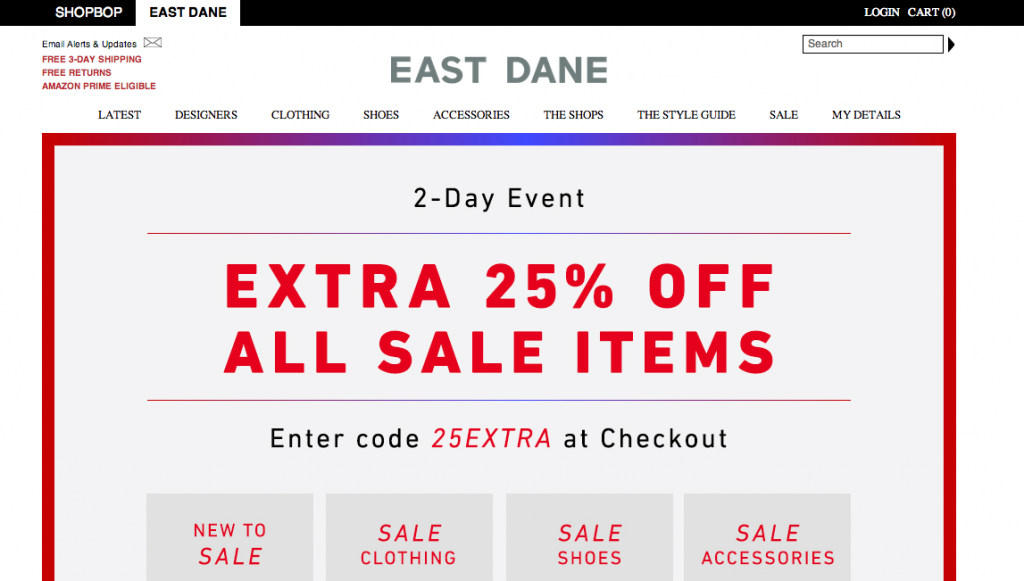 SHOPBOP EAST DANE LOGIN CART (0)
Email Alerts & Updates
FREE 3-DAY SHIPPING
FREE RETURNS
AMAZON PRIME ELIGIBLE
Search
EAST DANE
LATEST DESIGNERS CLOTHING SHOES ACCESSORIES THE SHOPS THE STYLE GUIDE SALE MY DETAILS
2-Day Event
EXTRA 25% OFF
ALL SALE ITEMS
Enter code 25EXTRA at Checkout
NEW TO
SALE
SALE
CLOTHING
SALE
SHOES
SALE
ACCESSORIES